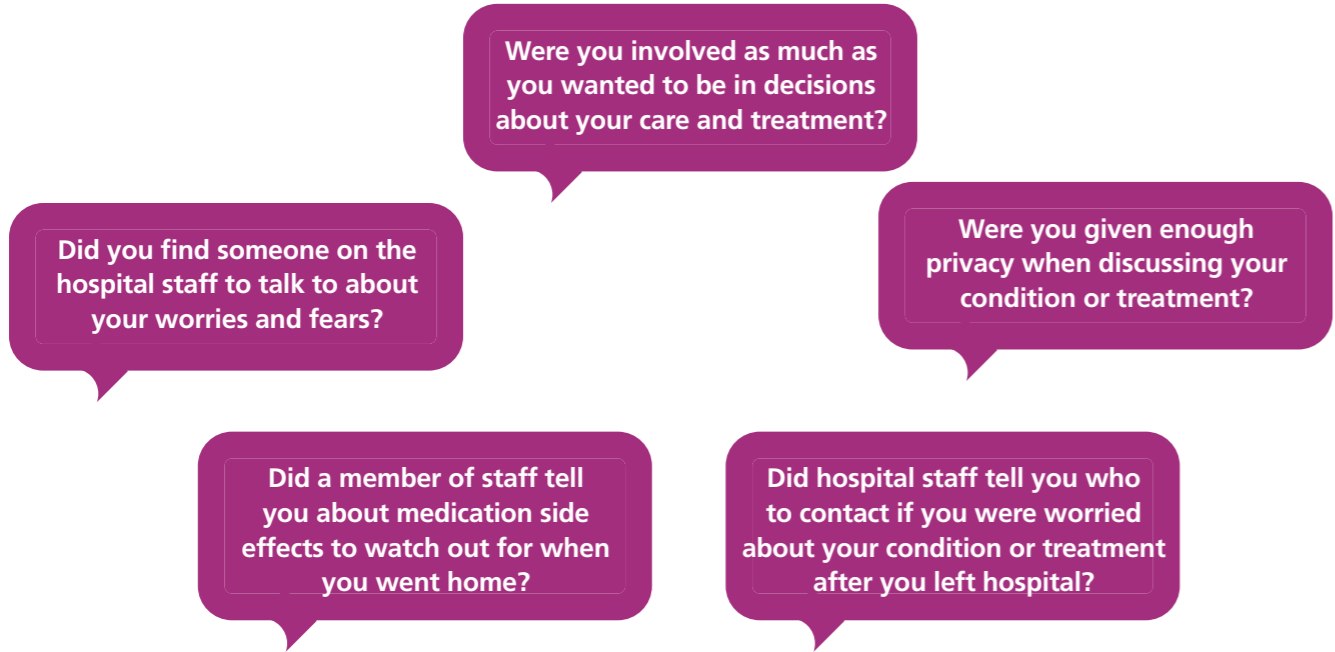 Were you involved as much as
you wanted to be in decisions
about your care and treatment?
Did you find someone on the
hospital staff to talk to about
your worries and fears?
Were you given enough
privacy when discussing your
condition or treatment?
Did a member of staff tell
you about medication side
effects to watch out for when
you went home?
Did hospital staff tell you who
to contact if you were worried
about your condition or treatment
after you left hospital?